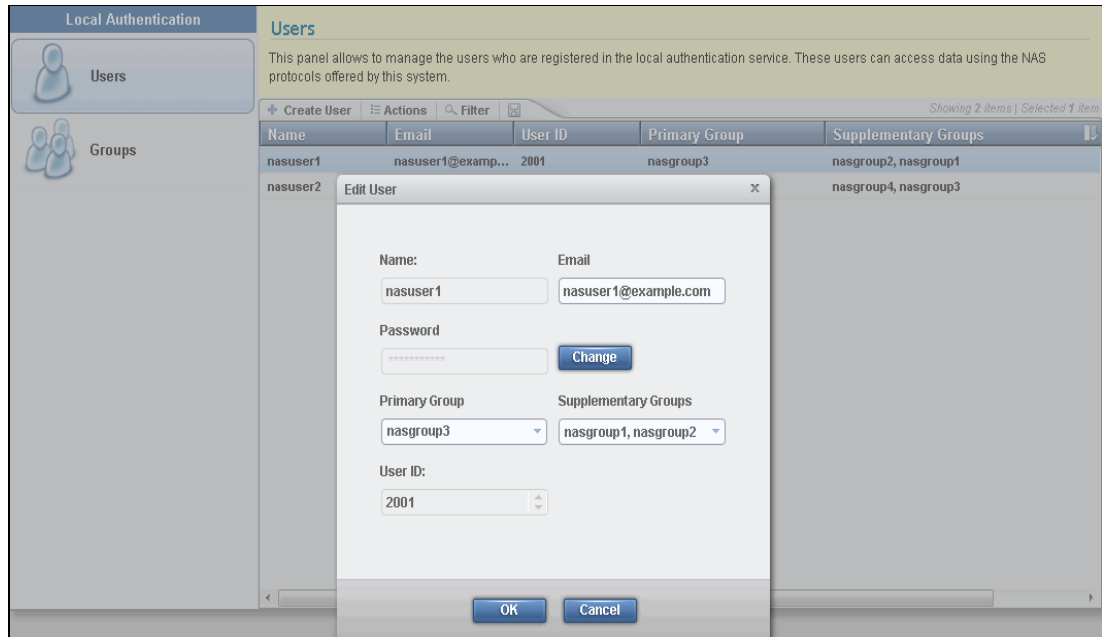 Local Authentication
Users
Groups
Users
This panel allows to manage the users who are registered in the local authentication service. These users can access data using the NAS
protocols offered by this system.
Create User Actions Filter Showing 2 items | Selected 1 item
Name Email User ID Primary Group Supplementary Groups
nasuser1 nasuser1@examp... 2001 nasgroup3 nasgroup2, nasgroup1
nasuser2 nasgroup4, nasgroup3
Edit User x
Name: Email
nasuser1 nasuser1@example.com
Password
*********** Change
Primary Group Supplementary Groups
nasgroup3 nasgroup1, nasgroup2
User ID:
2001
OK Cancel